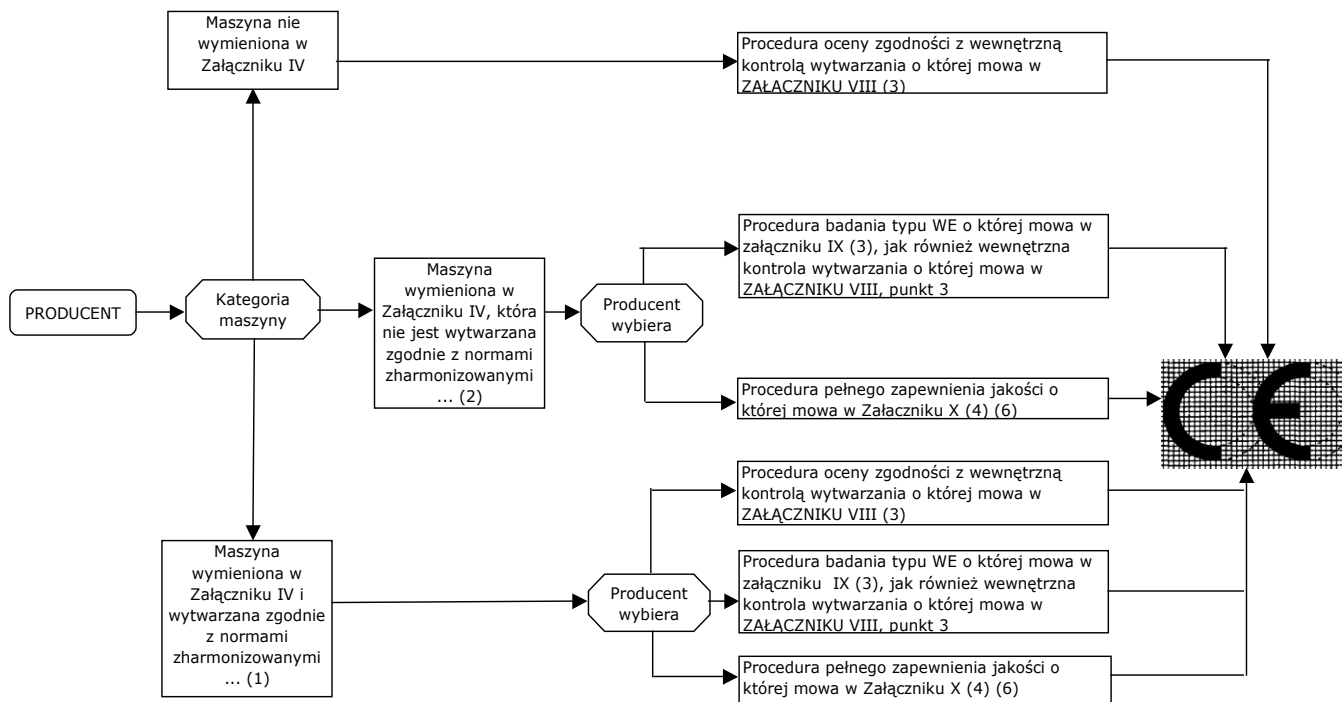 Maszyna nie
wymieniona w
Załączniku IV
Procedura oceny zgodności z wewnętrzną
kontrolą wytwarzania o której mowa w
ZAŁACZNIKU VIII (3)
PRODUCENT
Kategoria
maszyny
Maszyna
wymieniona w
Załączniku IV, która
nie jest wytwarzana
zgodnie z normami
zharmonizowanymi
... (2)
Producent
wybiera
Procedura badania typu WE o której mowa w
załączniku IX (3), jak również wewnętrzna
kontrola wytwarzania o której mowa w
ZAŁĄCZNIKU VIII, punkt 3
Procedura pełnego zapewnienia jakości o
której mowa w Załaczniku X (4) (6)
CE
Maszyna
wymieniona w
Załączniku IV i
wytwarzana zgodnie
z normami
zharmonizowanymi
... (1)
Producent
wybiera
Procedura oceny zgodności z wewnętrzną
kontrolą wytwarzania o której mowa w
ZAŁĄCZNIKU VIII (3)
Procedura badania typu WE o której mowa w
załączniku IX (3), jak również wewnętrzna
kontrola wytwarzania o której mowa w
ZAŁĄCZNIKU VIII, punkt 3
Procedura pełnego zapewnienia jakości o
której mowa w Załączniku X (4) (6)